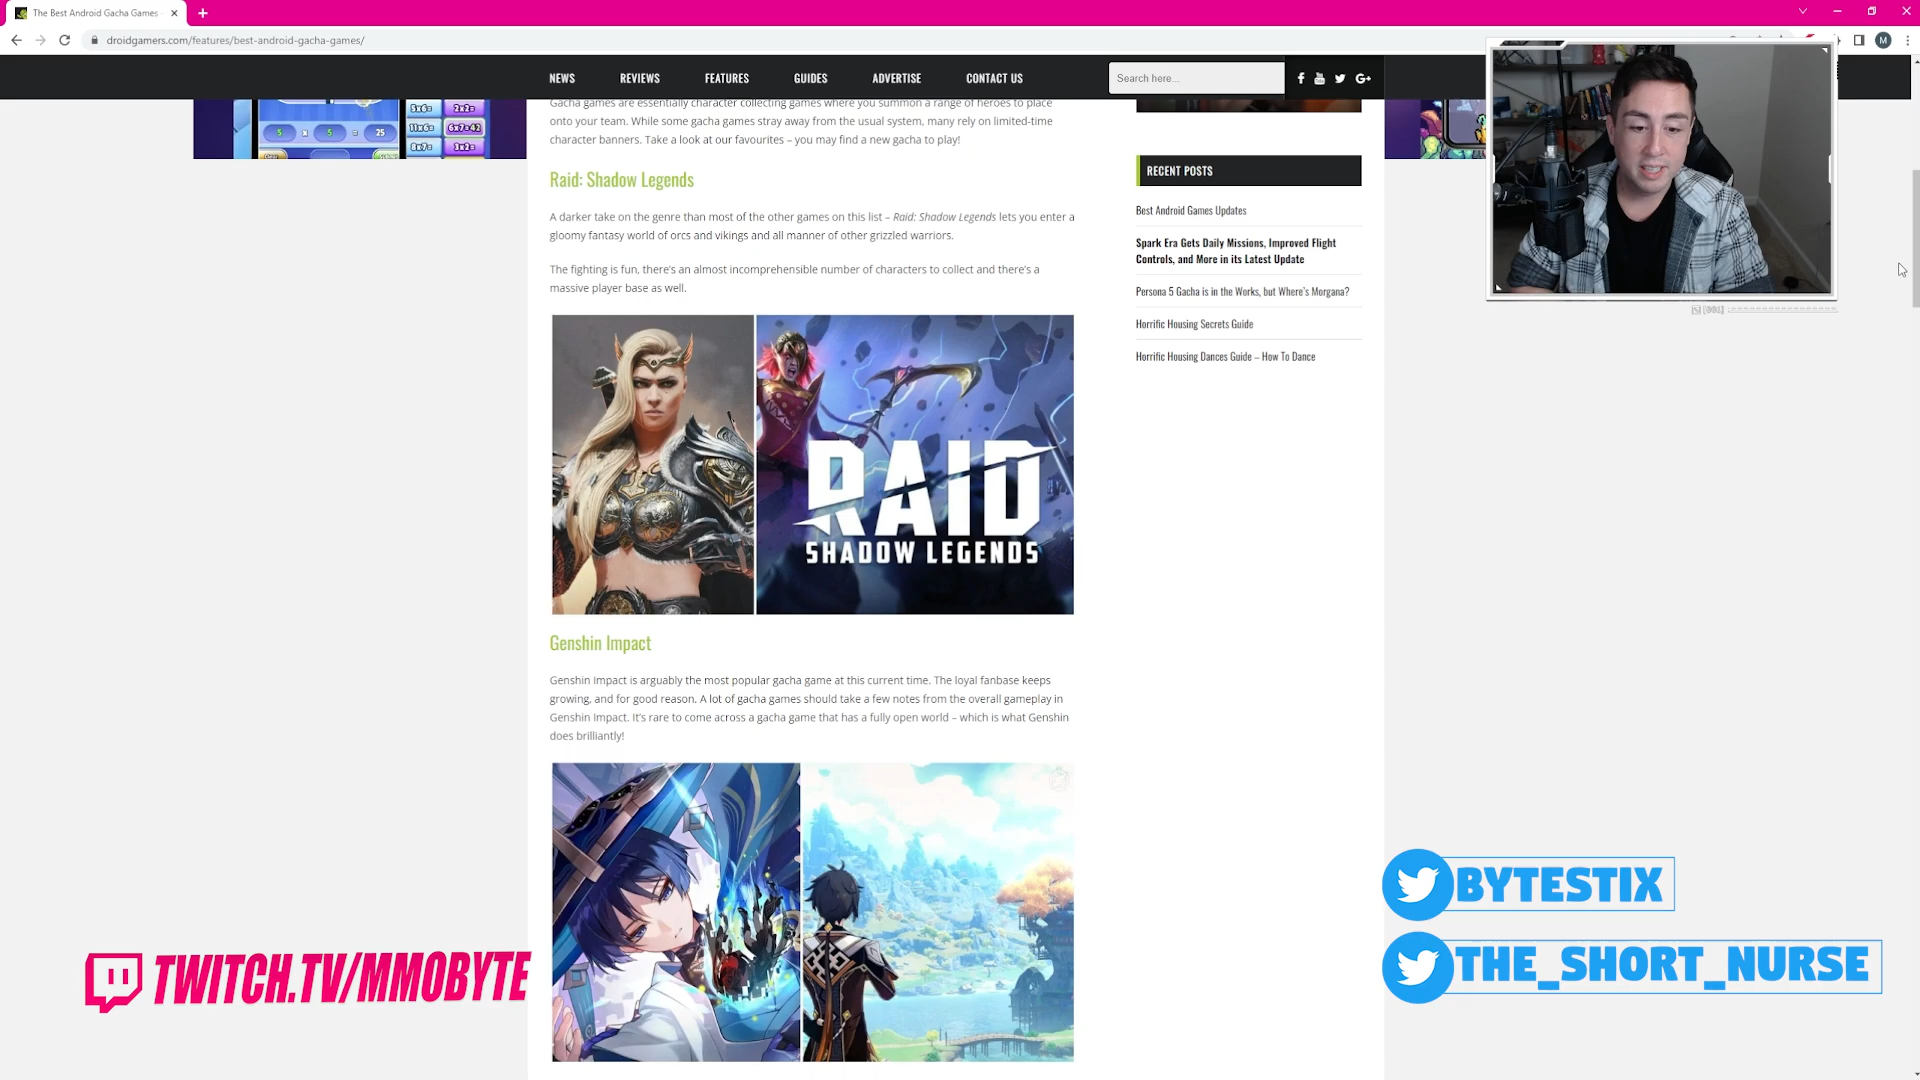 The Best Android Gacha Games -
droidgamers.com/features/best-android-gacha-games/
M
NEWS
REVIEWS
FEATURES
GUIDES
ADVERTISE
CONTACT US
Search here...
5x6=
2x2=
5 x 5 = 25
11x6=
6x7=42
8x7=
3x2=
Gacha games are essentially character collecting games where you summon a range of heroes to place
onto your team. While some gacha games stray away from the usual system, many rely on limited-time
character banners. Take a look at our favourites – you may find a new gacha to play!
Raid: Shadow Legends
A darker take on the genre than most of the other games on this list – Raid: Shadow Legends lets you enter a
gloomy fantasy world of orcs and vikings and all manner of other grizzled warriors.
The fighting is fun, there's an almost incomprehensible number of characters to collect and there's a
massive player base as well.
RAID
SHADOW LEGENDS
Genshin Impact
Genshin Impact is arguably the most popular gacha game at this current time. The loyal fanbase keeps
growing, and for good reason. A lot of gacha games should take a few notes from the overall gameplay in
Genshin Impact. It's rare to come across a gacha game that has a fully open world – which is what Genshin
does brilliantly!
RECENT POSTS
Best Android Games Updates
Spark Era Gets Daily Missions, Improved Flight
Controls, and More in its Latest Update
Persona 5 Gacha is in the Works, but Where's Morgana?
Horrific Housing Secrets Guide
Horrific Housing Dances Guide – How To Dance
[001]
TWITCH.TV/MMOBYTE
BYTESTIX
THE_SHORT_NURSE